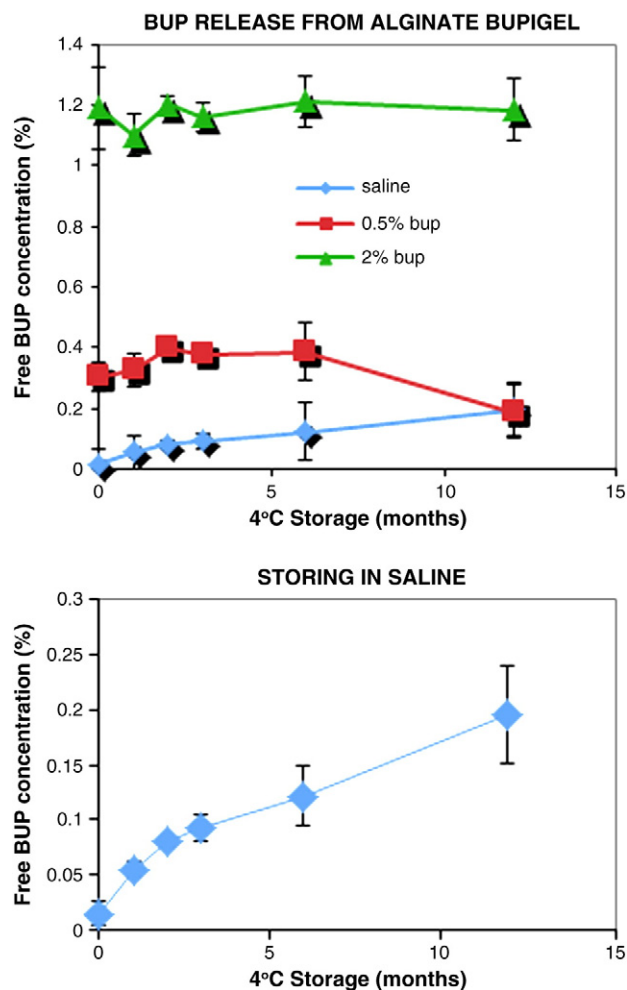 BUP RELEASE FROM ALGINATE BUPIGEL
1.4
1.2
1
0.8
0.6
0.4
0.2
0
Free BUP concentration (%)
saline
0.5% bup
2% bup
0
5
10
15
4°C Storage (months)
STORING IN SALINE
0.3
0.25
0.2
0.15
0.1
0.05
0
Free BUP concentration (%)
0
5
10
15
4°C Storage (months)